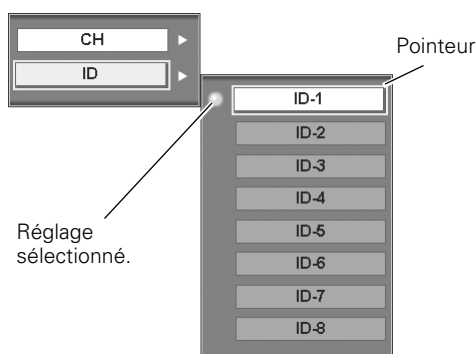 CH
Pointeur
ID
ID-1
ID-2
ID-3
ID-4
ID-5
ID-6
ID-7
ID-8
Réglage
sélectionné.